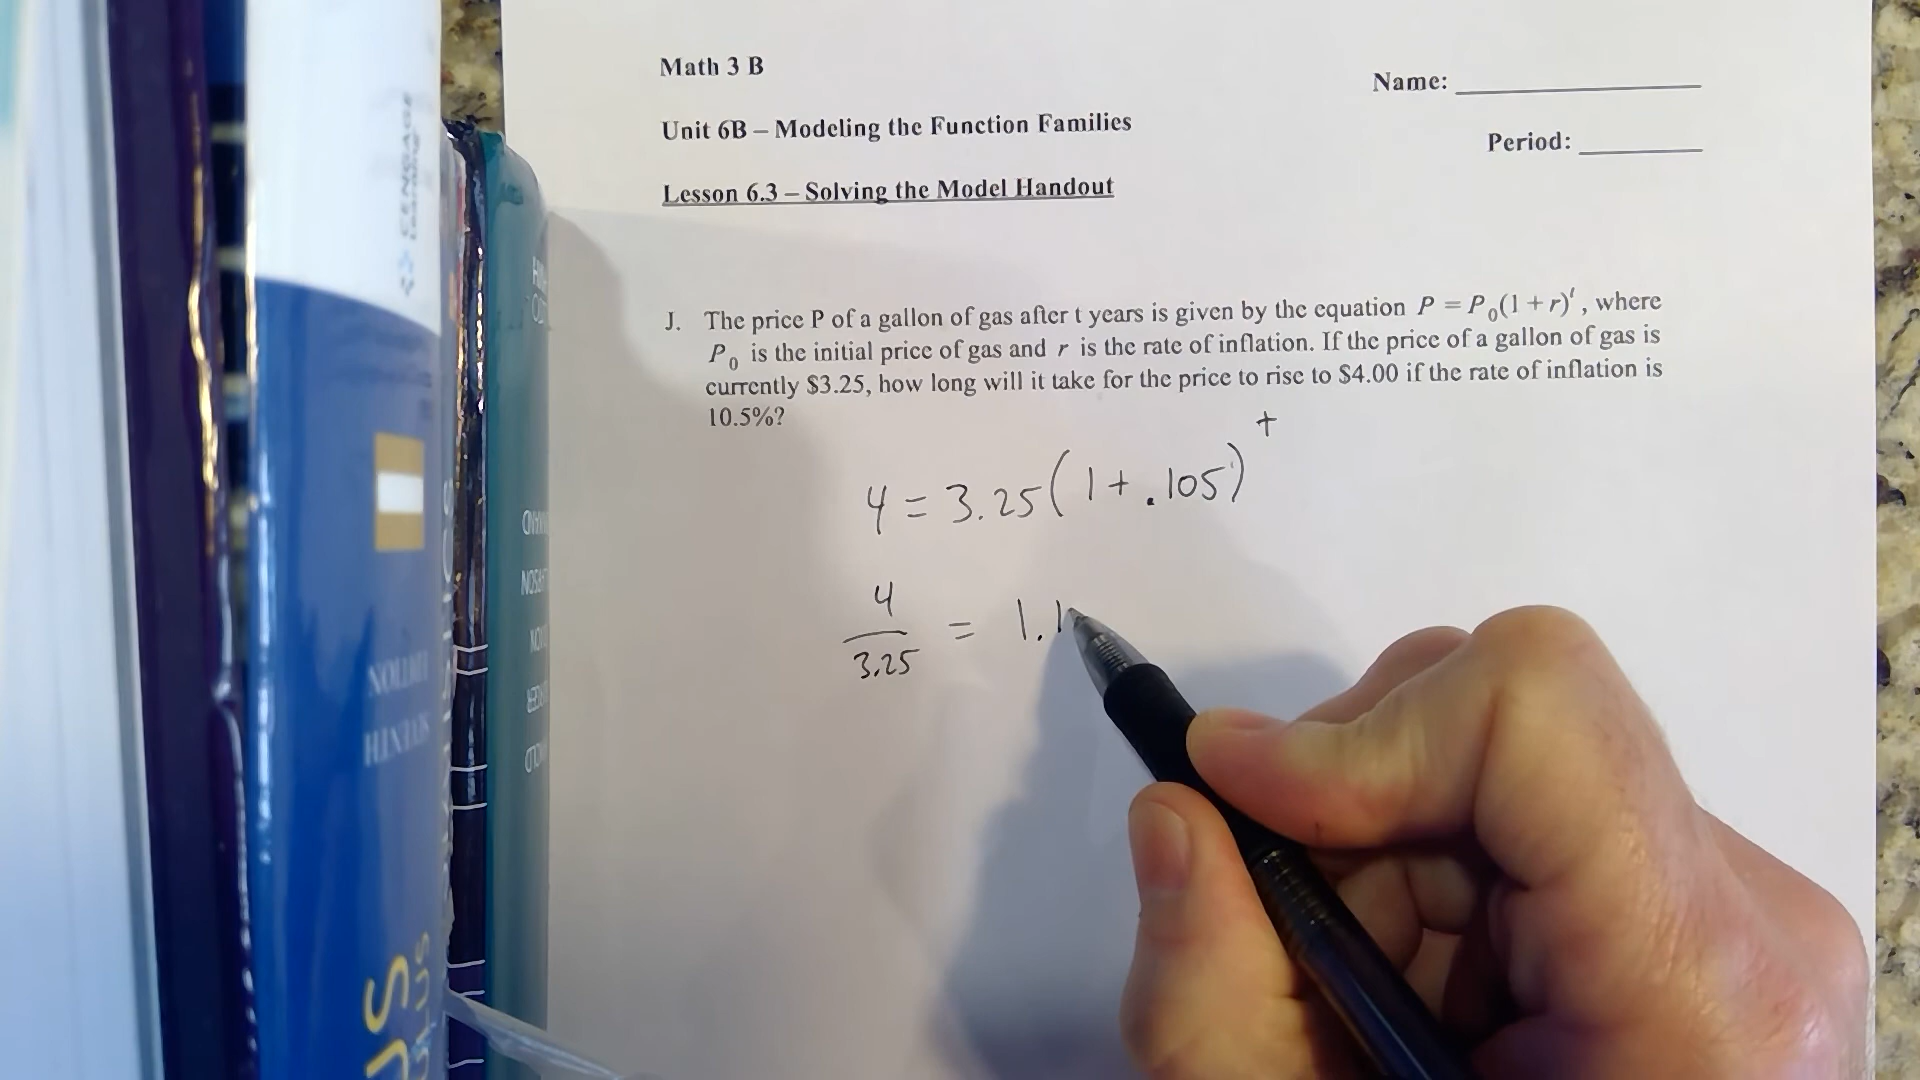 Math 3 B
Name:
Unit 6B – Modeling the Function Families
Period:
Lesson 6.3 – Solving the Model Handout
J. The price P of a gallon of gas after t years is given by the equation P = P₀(1 + r)ᵗ, where
P₀ is the initial price of gas and r is the rate of inflation. If the price of a gallon of gas is
currently $3.25, how long will it take for the price to rise to $4.00 if the rate of inflation is
10.5%?
4 = 3.25(1 + .105)ᵗ
4/3.25 = 1.1
CENGAGE
EDITION
SEVENTH